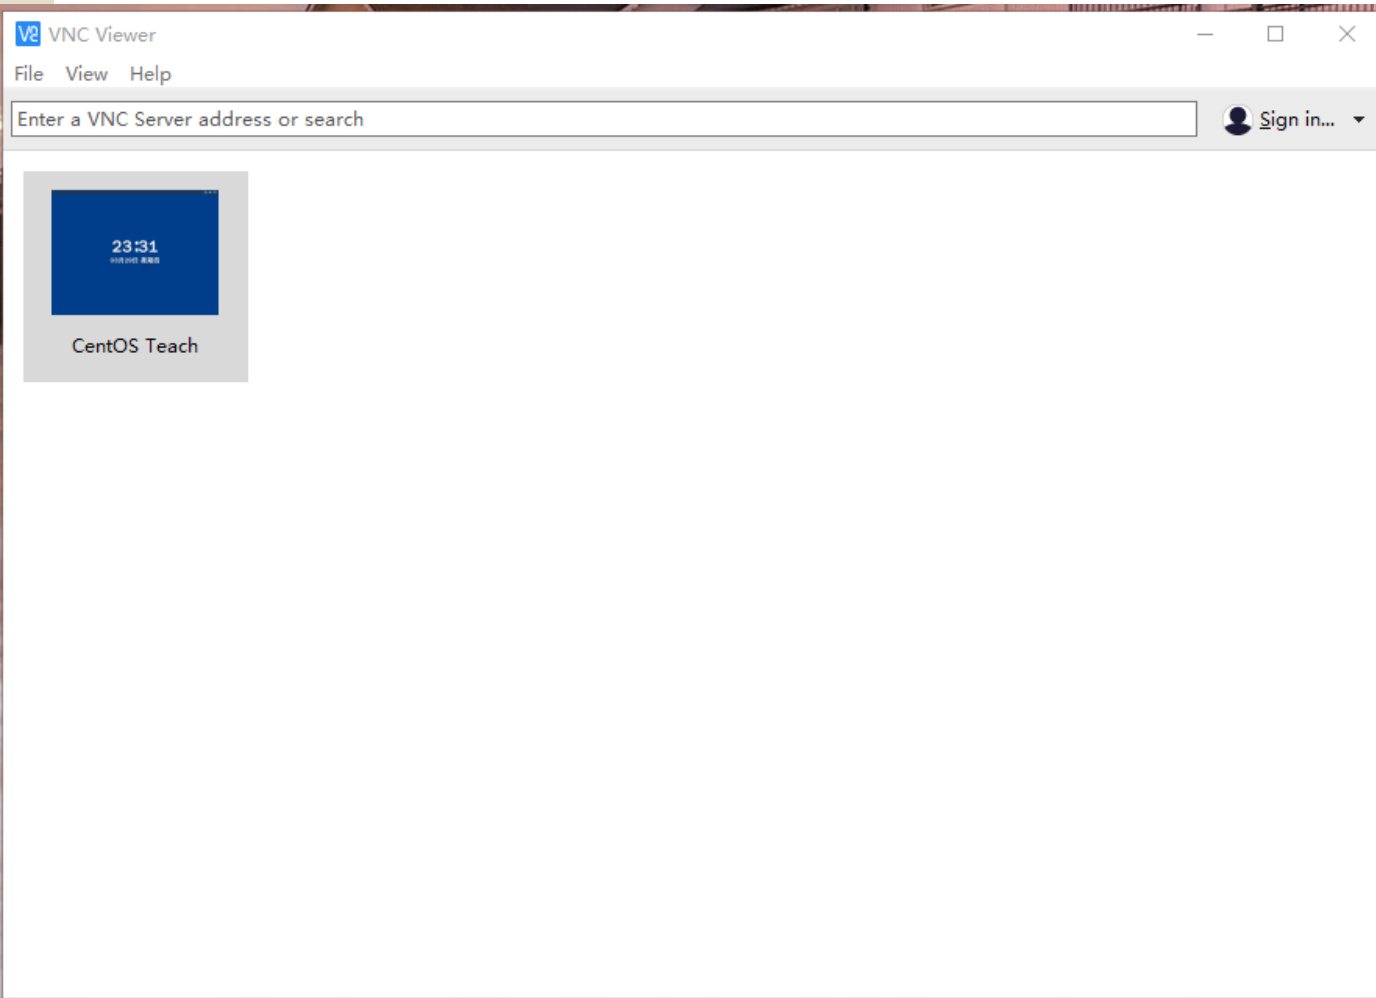 VNC Viewer
File View Help
Enter a VNC Server address or search
Sign in...
23:31
CentOS Teach